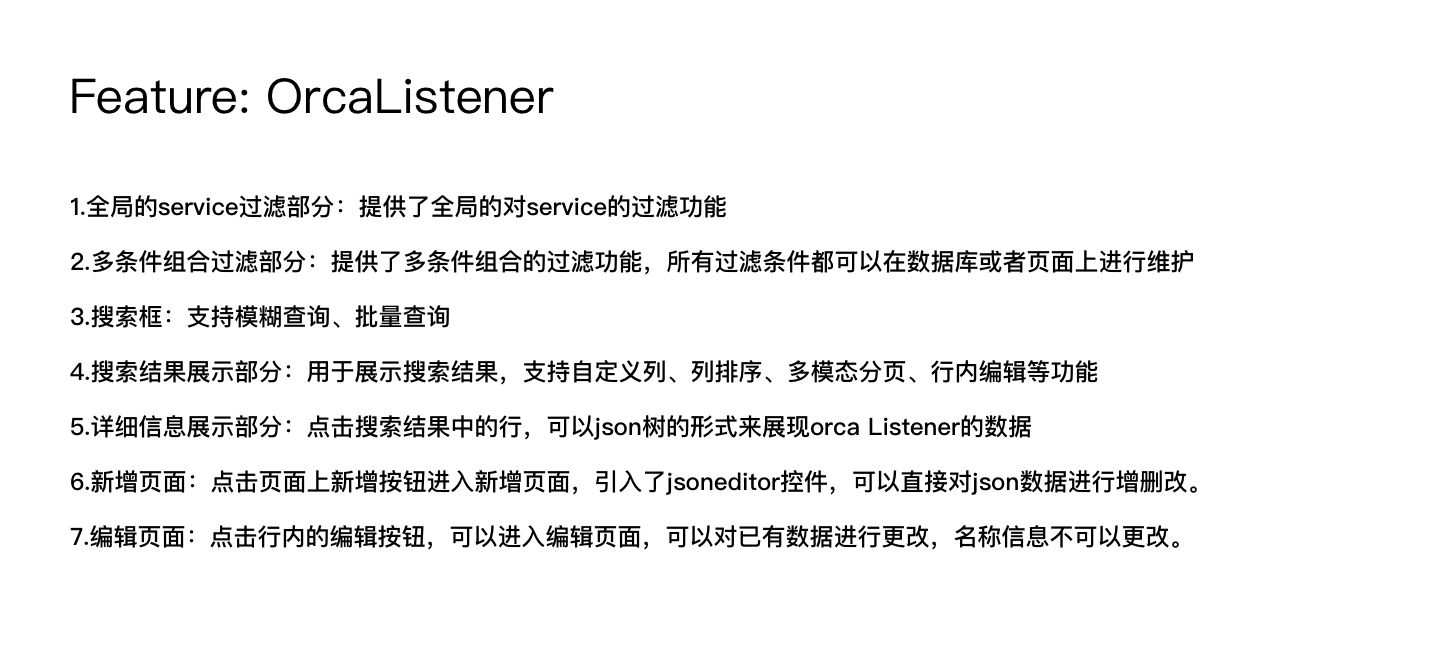 Feature: OrcaListener
1.全局的service过滤部分：提供了全局的对service的过滤功能
2.多条件组合过滤部分：提供了多条件组合的过滤功能，所有过滤条件都可以在数据库或者页面上进行维护
3.搜索框：支持模糊查询、批量查询
4.搜索结果展示部分：用于展示搜索结果，支持自定义列、列排序、多模态分页、行内编辑等功能
5.详细信息展示部分：点击搜索结果中的行，可以json树的形式来展现orca Listener的数据
6.新增页面：点击页面上新增按钮进入新增页面，引入了jsoneditor控件，可以直接对json数据进行增删改。
7.编辑页面：点击行内的编辑按钮，可以进入编辑页面，可以对已有数据进行更改，名称信息不可以更改。